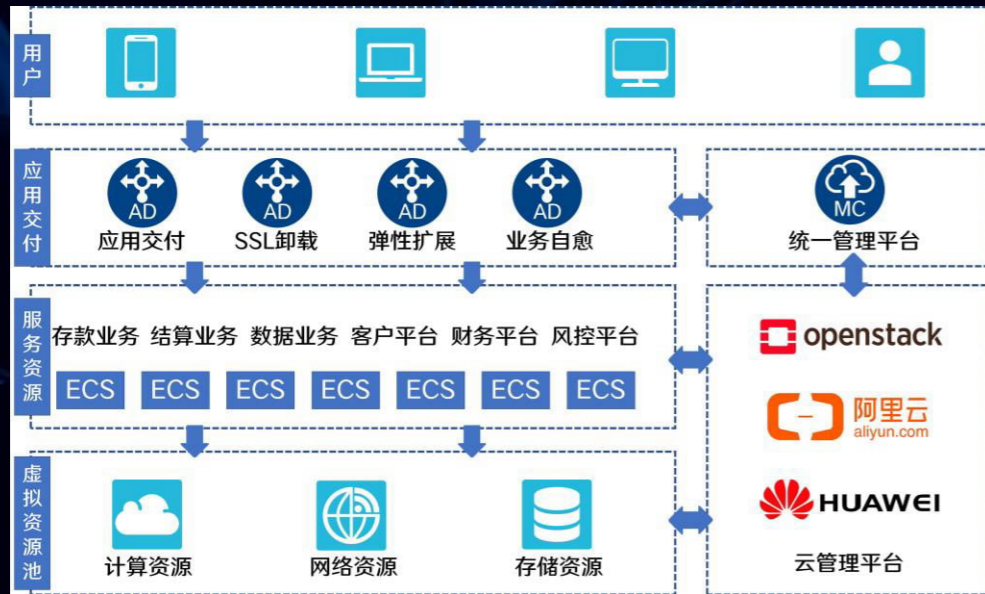 用户
应用交付
AD AD AD AD
应用交付 SSL卸载 弹性扩展 业务自愈
MC
统一管理平台
服务资源
存款业务 结算业务 数据业务 客户平台 财务平台 风控平台
ECS ECS ECS ECS ECS ECS ECS
openstack
阿里云
aliyun.com
HUAWEI
云管理平台
虚拟资源池
计算资源 网络资源 存储资源